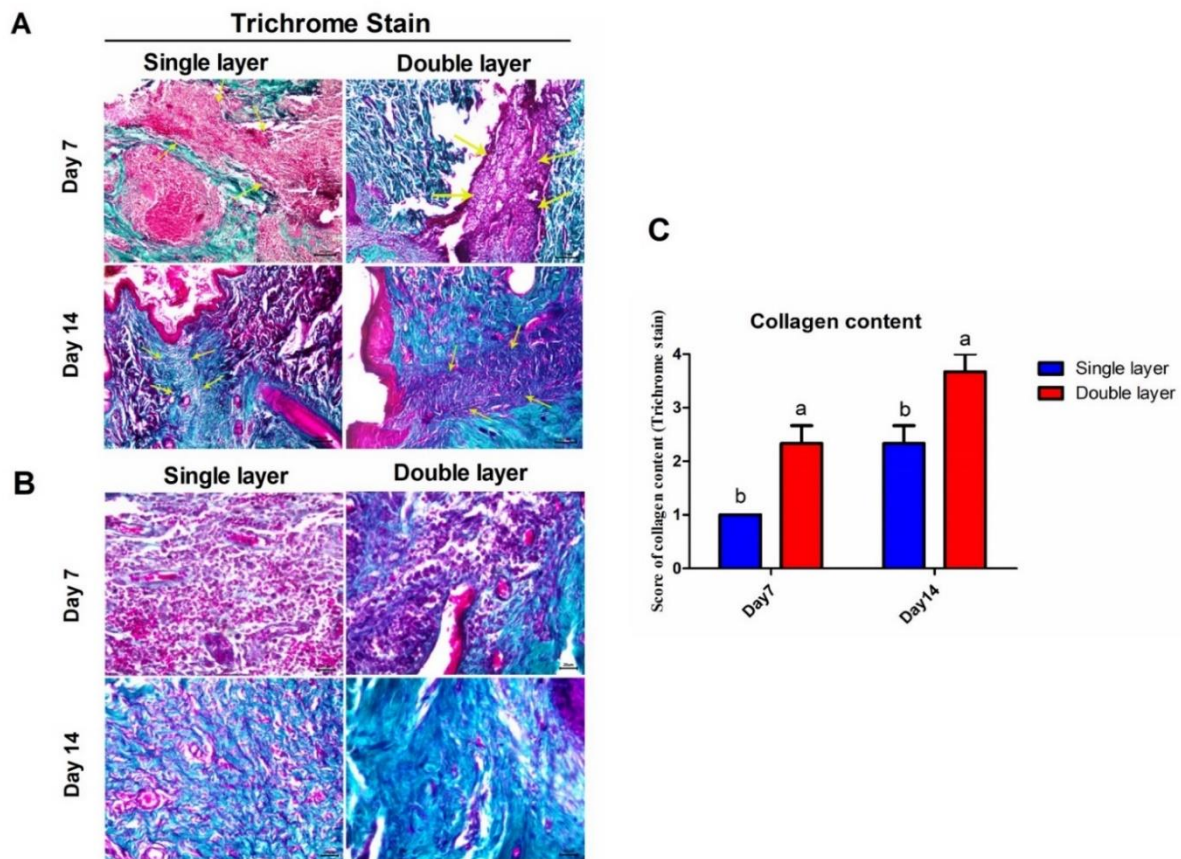 A
Trichrome Stain
Single layer
Double layer
Day 7
Day 14
B
Single layer
Double layer
Day 7
Day 14
C
Collagen content
Score of collagen content (Trichrome stain)
4
3
2
1
0
b
a
b
a
Day7
Day14
Single layer
Double layer